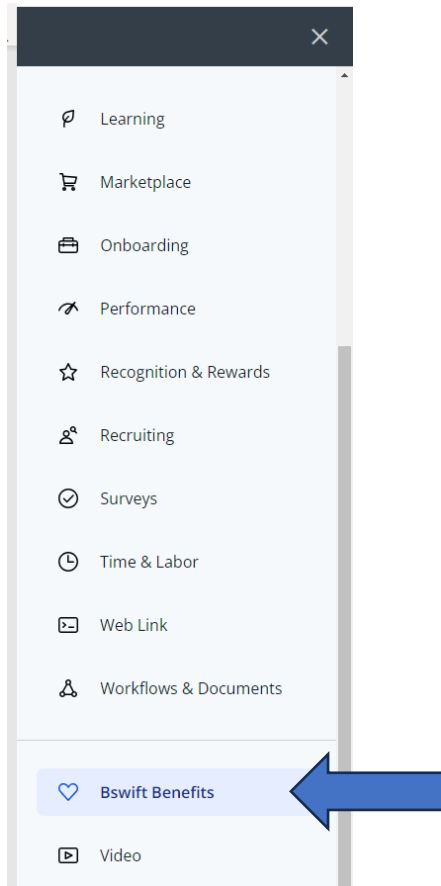 Learning
Marketplace
Onboarding
Performance
Recognition & Rewards
Recruiting
Surveys
Time & Labor
Web Link
Workflows & Documents
Bswift Benefits
Video